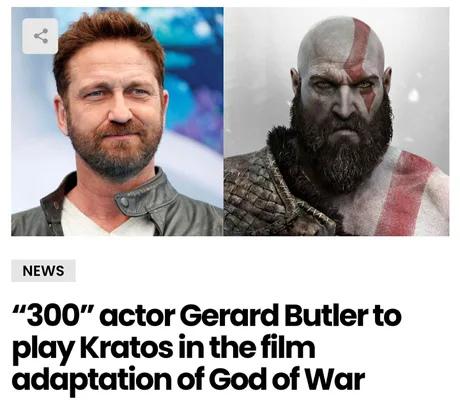 NEWS
“300” actor Gerard Butler to
play Kratos in the film
adaptation of God of War